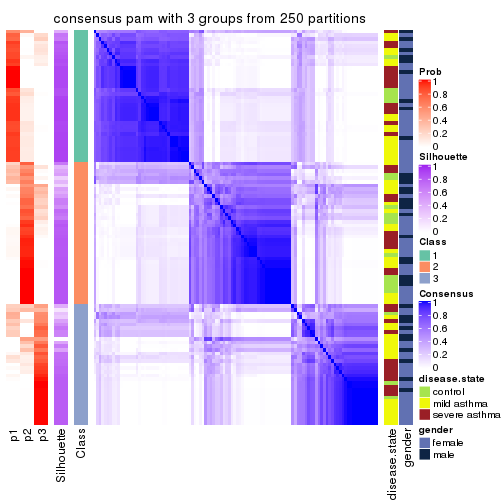 consensus pam with 3 groups from 250 partitions
Prob
1
0.8
0.6
0.4
0.2
0
Silhouette
1
0.8
0.6
0.4
0.2
0
Class
1
2
3
Consensus
1
0.8
0.6
0.4
0.2
0
disease.state
control
mild asthma
severe asthma
gender
female
male
p1
p2
p3
Silhouette
Class
disease.state
gender